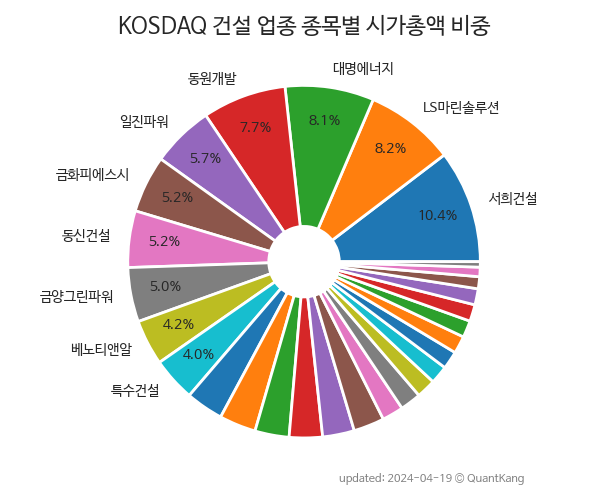 KOSDAQ 건설 업종 종목별 시가총액 비중
대명에너지
동원개발
LS마린솔루션
8.1%
7.7%
일진파워
8.2%
5.7%
금화피에스시
5.2%
서희건설
10.4%
동신건설
5.2%
금양그린파워
5.0%
4.2%
베노티앤알
4.0%
특수건설
updated: 2024-04-19 © QuantKang